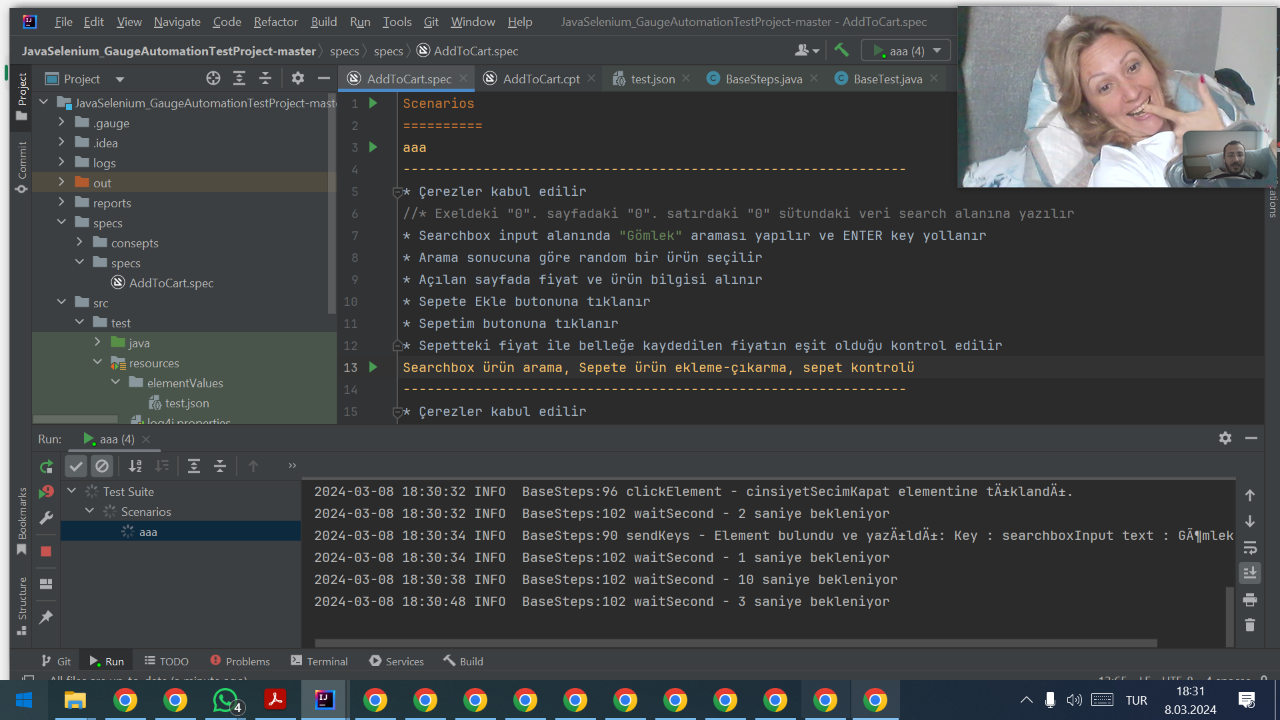 File Edit View Navigate Code Refactor Build Run Tools Git Window Help JavaSelenium_GaugeAutomationTestProject-master - AddToCart.spec
JavaSelenium_GaugeAutomationTestProject-master specs specs AddToCart.spec aaa (4)
Project AddToCart.spec AddToCart.cpt test.json BaseSteps.java BaseTest.java
Project
Commit
Bookmarks
Structure
JavaSelenium_GaugeAutomationTestProject-mast
.gauge
.idea
logs
out
reports
specs
consepts
specs
AddToCart.spec
src
test
java
resources
elementValues
test.json
log4j.properties
1 Scenarios
2 ==========
3 aaa
4 ---------------------------------------------------------------
5 * Çerezler kabul edilir
6 //* Exeldeki "0". sayfadaki "0". satırdaki "0" sütundaki veri search alanına yazılır
7 * Searchbox input alanında "Gömlek" araması yapılır ve ENTER key yollanır
8 * Arama sonucuna göre random bir ürün seçilir
9 * Açılan sayfada fiyat ve ürün bilgisi alınır
10 * Sepete Ekle butonuna tıklanır
11 * Sepetim butonuna tıklanır
12 * Sepetteki fiyat ile belleğe kaydedilen fiyatın eşit olduğu kontrol edilir
13 Searchbox ürün arama, Sepete ürün ekleme-çıkarma, sepet kontrolü
14 ---------------------------------------------------------------
15 * Çerezler kabul edilir
Run: aaa (4)
Test Suite
Scenarios
aaa
2024-03-08 18:30:32 INFO BaseSteps:96 clickElement - cinsiyetSecimKapat elementine tÄ±klandÄ±.
2024-03-08 18:30:32 INFO BaseSteps:102 waitSecond - 2 saniye bekleniyor
2024-03-08 18:30:34 INFO BaseSteps:90 sendKeys - Element bulundu ve yazÄ±ldÄ±: Key : searchboxInput text : GÃ¶mlek
2024-03-08 18:30:38 INFO BaseSteps:102 waitSecond - 1 saniye bekleniyor
2024-03-08 18:30:38 INFO BaseSteps:102 waitSecond - 10 saniye bekleniyor
2024-03-08 18:30:48 INFO BaseSteps:102 waitSecond - 3 saniye bekleniyor
Git Run TODO Problems Terminal Services Build
4 TUR 18:31
8.03.2024